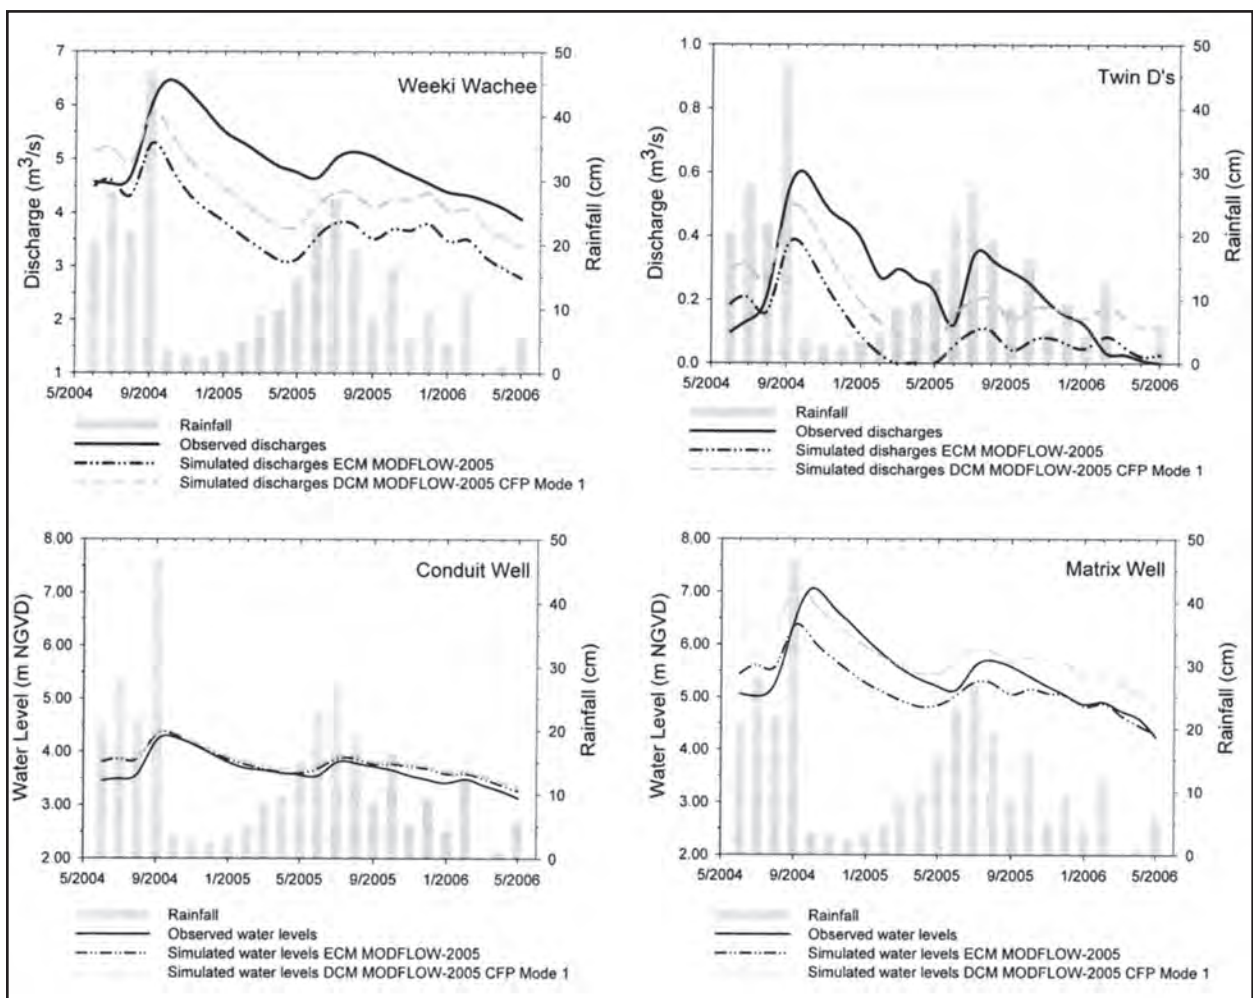 Weeki Wachee
Discharge (m³/s)
7
6
5
4
3
2
1
Rainfall (cm)
50
40
30
20
10
0
5/2004 9/2004 1/2005 5/2005 9/2005 1/2006 5/2006
Rainfall
Observed discharges
Simulated discharges ECM MODFLOW-2005
Simulated discharges DCM MODFLOW-2005 CFP Mode 1
Twin D's
Discharge (m³/s)
1.0
0.8
0.6
0.4
0.2
0.0
Rainfall (cm)
50
40
30
20
10
0
5/2004 9/2004 1/2005 5/2005 9/2005 1/2006 5/2006
Rainfall
Observed discharges
Simulated disharges ECM MODFLOW-2005
Simulated discharges DCM MODFLOW-2005 CFP Mode 1
Conduit Well
Water Level (m NGVD)
8.00
7.00
6.00
5.00
4.00
3.00
2.00
Rainfall (cm)
50
40
30
20
10
0
5/2004 9/2004 1/2005 5/2005 9/2005 1/2006 5/2006
Rainfall
Observed water levels
Simulated water levels ECM MODFLOW-2005
Simulated water levels DCM MODFLOW-2005 CFP Mode 1
Matrix Well
Water Level (m NGVD)
8.00
7.00
6.00
5.00
4.00
3.00
2.00
Rainfall (cm)
50
40
30
20
10
0
5/2004 9/2004 1/2005 5/2005 9/2005 1/2006 5/2006
Rainfall
Observed water levels
Simulated water levels ECM MODFLOW-2005
Simulated water levels DCM MODFLOW-2005 CFP Mode 1